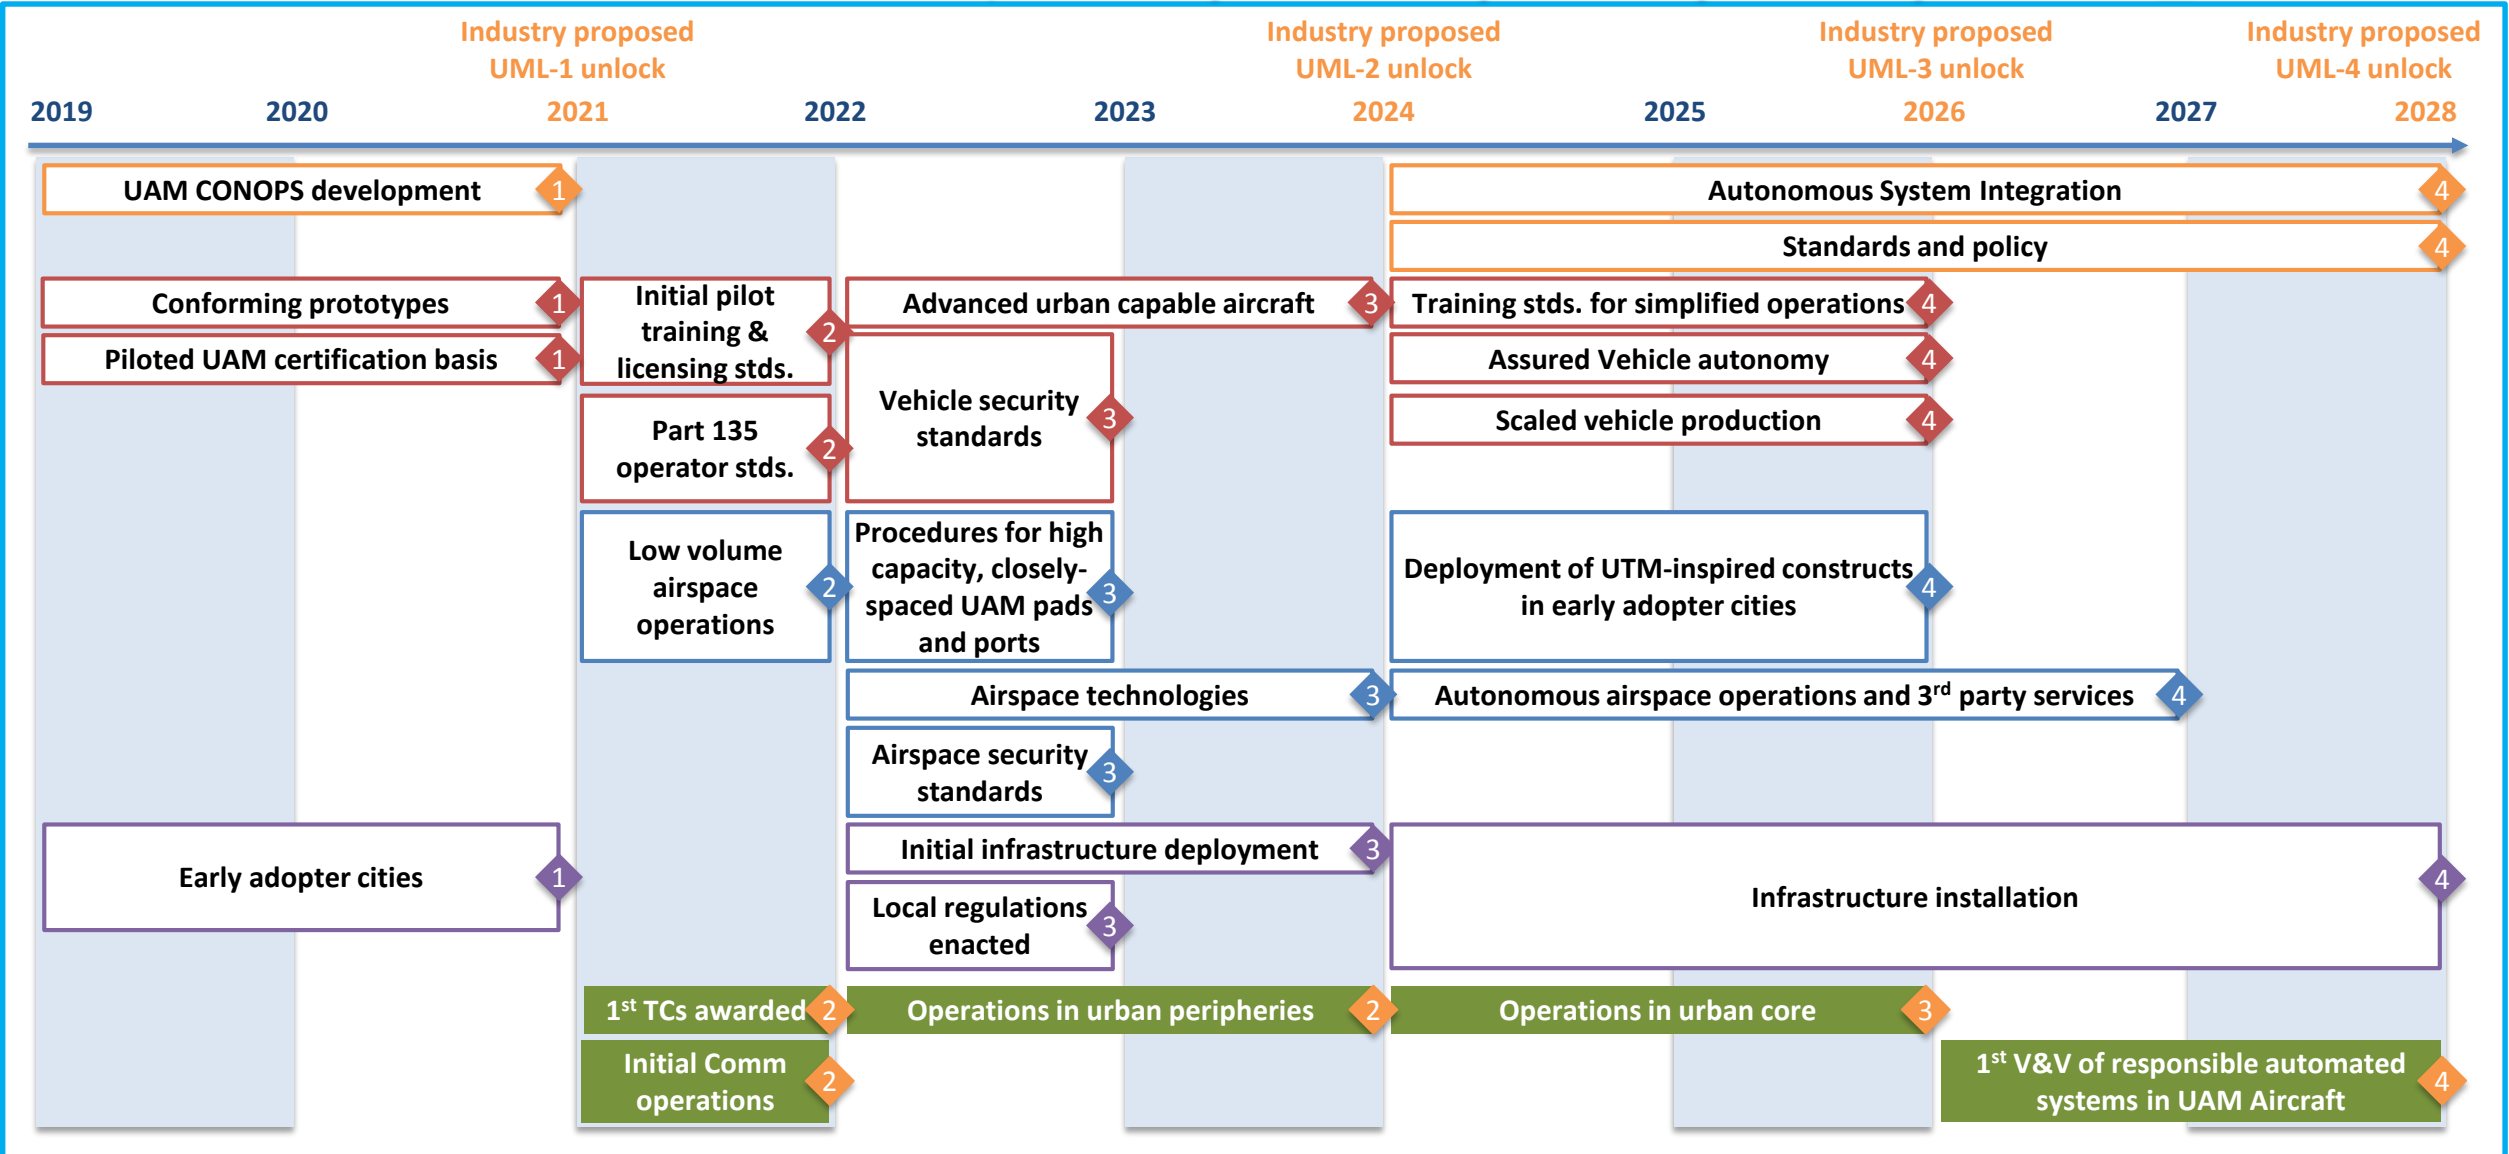 Industry proposed
UML-1 unlock
Industry proposed
UML-2 unlock
Industry proposed
UML-3 unlock
Industry proposed
UML-4 unlock
2019 2020 2021 2022 2023 2024 2025 2026 2027 2028
UAM CONOPS development 1
Autonomous System Integration 4
Standards and policy 4
Conforming prototypes 1
Piloted UAM certification basis 1
Initial pilot
training &
licensing stds.
2
Advanced urban capable aircraft 3
Training stds. for simplified operations 4
Assured Vehicle autonomy 4
Scaled vehicle production 4
Part 135
operator stds.
2
Vehicle security
standards
3
Low volume
airspace
operations
2
Procedures for high
capacity, closely-
spaced UAM pads
and ports
3
Deployment of UTM-inspired constructs
in early adopter cities
4
Airspace technologies 3
Autonomous airspace operations and 3rd party services 4
Airspace security
standards
3
Early adopter cities 1
Initial infrastructure deployment 3
Local regulations
enacted
3
Infrastructure installation 4
1st TCs awarded 2
Operations in urban peripheries 2
Operations in urban core 3
Initial Comm
operations
2
1st V&V of responsible automated
systems in UAM Aircraft
4